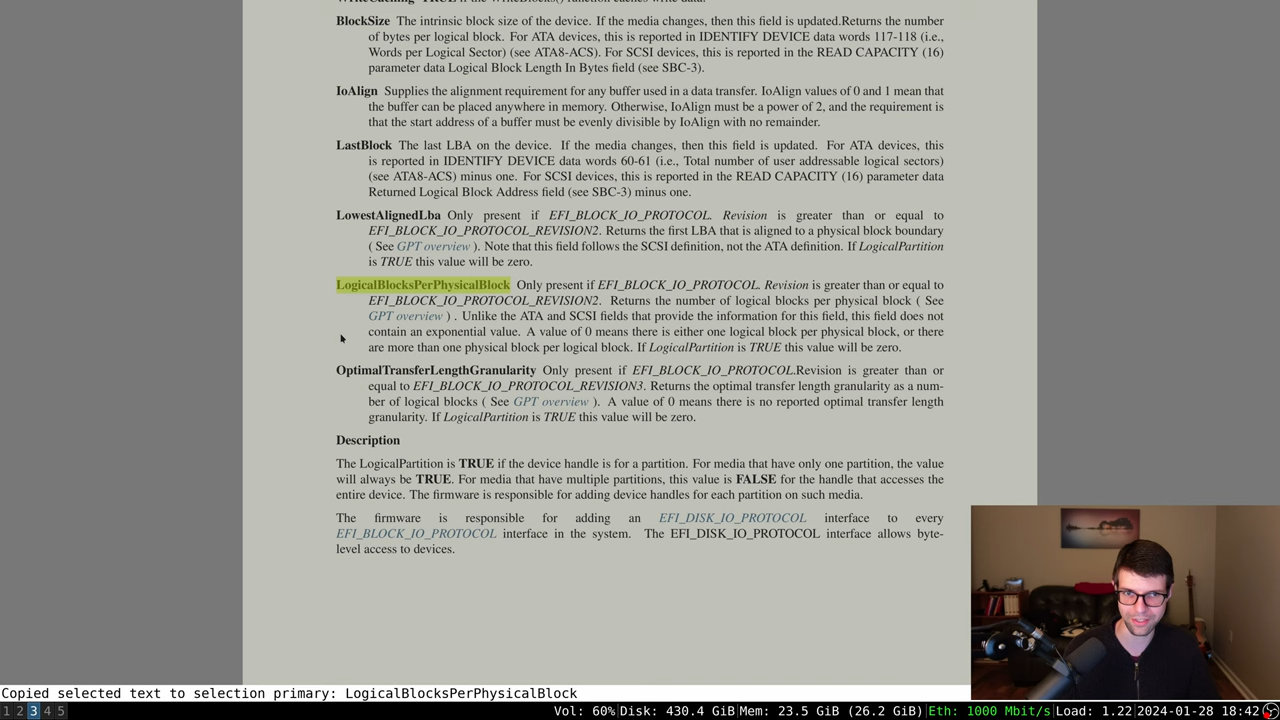 WriteCaching TRUE if the WriteBlocks() function caches write data.
BlockSize The intrinsic block size of the device. If the media changes, then this field is updated.Returns the number
of bytes per logical block. For ATA devices, this is reported in IDENTIFY DEVICE data words 117-118 (i.e.,
Words per Logical Sector) (see ATA8-ACS). For SCSI devices, this is reported in the READ CAPACITY (16)
parameter data Logical Block Length In Bytes field (see SBC-3).
IoAlign Supplies the alignment requirement for any buffer used in a data transfer. IoAlign values of 0 and 1 mean that
the buffer can be placed anywhere in memory. Otherwise, IoAlign must be a power of 2, and the requirement is
that the start address of a buffer must be evenly divisible by IoAlign with no remainder.
LastBlock The last LBA on the device. If the media changes, then this field is updated. For ATA devices, this
is reported in IDENTIFY DEVICE data words 60-61 (i.e., Total number of user addressable logical sectors)
(see ATA8-ACS) minus one. For SCSI devices, this is reported in the READ CAPACITY (16) parameter data
Returned Logical Block Address field (see SBC-3) minus one.
LowestAlignedLba Only present if EFI_BLOCK_IO_PROTOCOL. Revision is greater than or equal to
EFI_BLOCK_IO_PROTOCOL_REVISION2. Returns the first LBA that is aligned to a physical block boundary
( See GPT overview ). Note that this field follows the SCSI definition, not the ATA definition. If LogicalPartition
is TRUE this value will be zero.
LogicalBlocksPerPhysicalBlock Only present if EFI_BLOCK_IO_PROTOCOL. Revision is greater than or equal to
EFI_BLOCK_IO_PROTOCOL_REVISION2. Returns the number of logical blocks per physical block ( See
GPT overview ) . Unlike the ATA and SCSI fields that provide the information for this field, this field does not
contain an exponential value. A value of 0 means there is either one logical block per physical block, or there
are more than one physical block per logical block. If LogicalPartition is TRUE this value will be zero.
OptimalTransferLengthGranularity Only present if EFI_BLOCK_IO_PROTOCOL.Revision is greater than or
equal to EFI_BLOCK_IO_PROTOCOL_REVISION3. Returns the optimal transfer length granularity as a num-
ber of logical blocks ( See GPT overview ). A value of 0 means there is no reported optimal transfer length
granularity. If LogicalPartition is TRUE this value will be zero.
Description
The LogicalPartition is TRUE if the device handle is for a partition. For media that have only one partition, the value
will always be TRUE. For media that have multiple partitions, this value is FALSE for the handle that accesses the
entire device. The firmware is responsible for adding device handles for each partition on such media.
The firmware is responsible for adding an EFI_DISK_IO_PROTOCOL interface to every
EFI_BLOCK_IO_PROTOCOL interface in the system. The EFI_DISK_IO_PROTOCOL interface allows byte-
level access to devices.
Copied selected text to selection primary: LogicalBlocksPerPhysicalBlock
1 2 3 4 5 Vol: 60%|Disk: 430.4 GiB|Mem: 23.5 GiB (26.2 GiB)|Eth: 1000 Mbit/s|Load: 1.22|2024-01-28 18:42